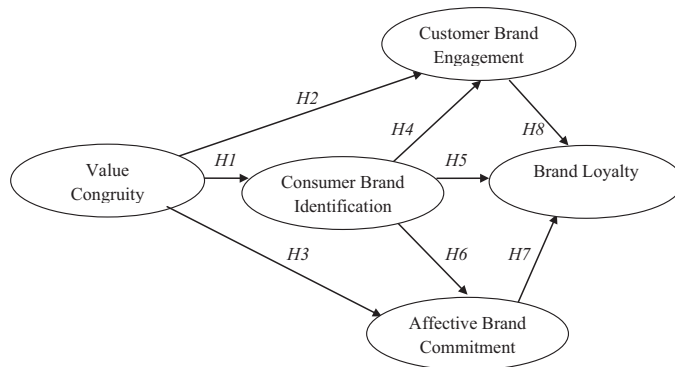 Customer Brand
Engagement
H2
H4
H8
Value
Congruity
H1
Consumer Brand
Identification
H5
Brand Loyalty
H3
H6
H7
Affective Brand
Commitment